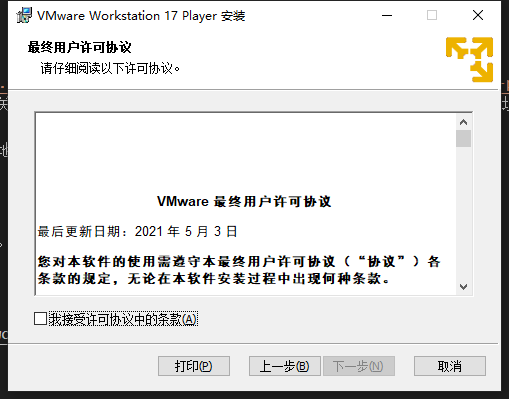 VMware Workstation 17 Player 安装
最终用户许可协议
请仔细阅读以下许可协议。
VMware 最终用户许可协议
最后更新日期：2021 年 5 月 3 日
您对本软件的使用需遵守本最终用户许可协议（“协议”）各
条款的规定，无论在本软件安装过程中出现何种条款。
我接受许可协议中的条款(A)
打印(P)
上一步(B)
下一步(N)
取消